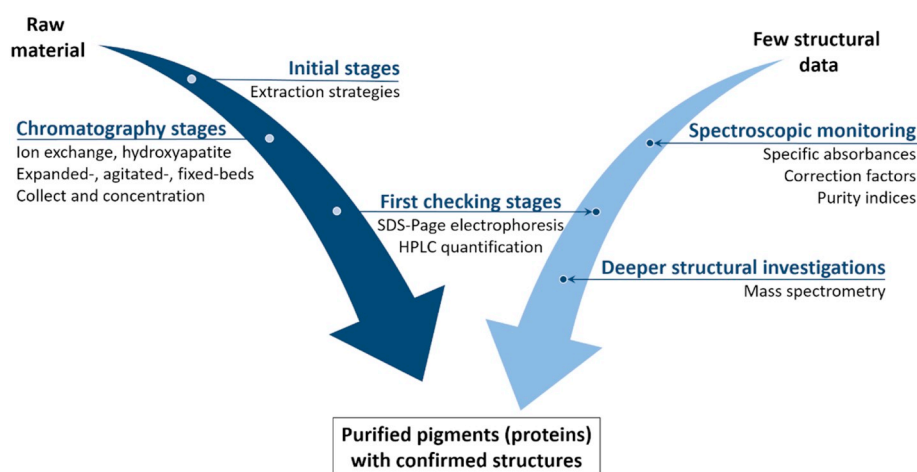 Raw
material
Few structural
data
Initial stages
Extraction strategies
Chromatography stages
Ion exchange, hydroxyapatite
Expanded-, agitated-, fixed-beds
Collect and concentration
Spectroscopic monitoring
Specific absorbances
Correction factors
Purity indices
First checking stages
SDS-Page electrophoresis
HPLC quantification
Deeper structural investigations
Mass spectrometry
Purified pigments (proteins)
with confirmed structures